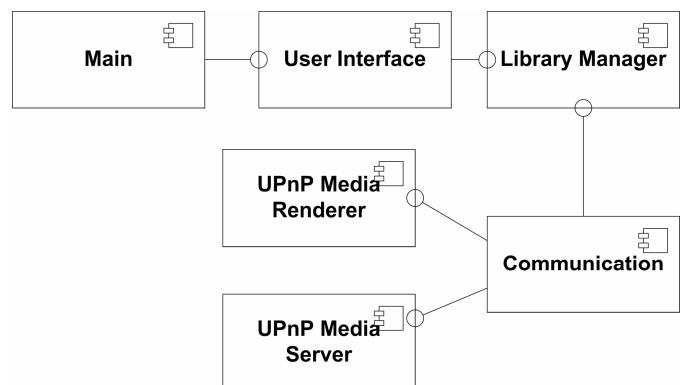 Main
User Interface
Library Manager
UPnP Media
Renderer
Communication
UPnP Media
Server